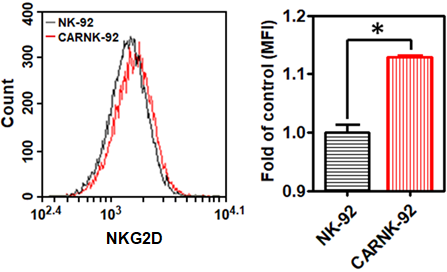 NK-92
CARNK-92
Count
400
300
200
100
0
10^2.4
10^3
10^4.1
NKG2D
Fold of control (MFI)
1.2
1.1
1.0
0.9
*
NK-92
CARNK-92